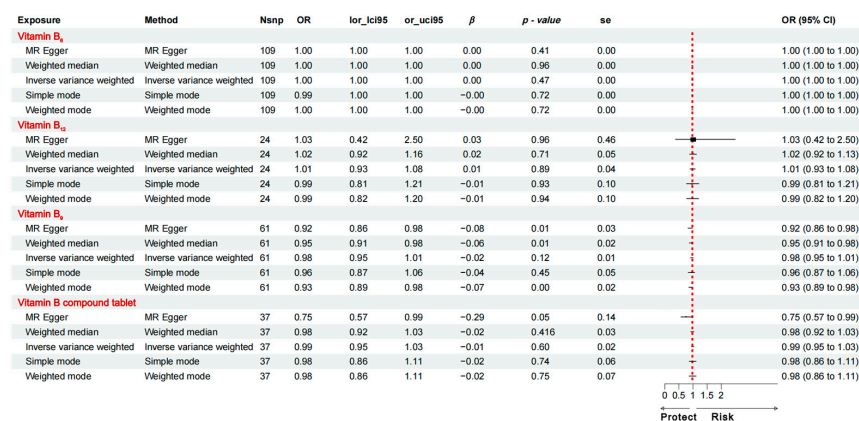 Exposure Method Nsnp OR lor_lci95 or_uci95 β p - value se OR (95% CI)
Vitamin B₆
MR Egger MR Egger 109 1.00 1.00 1.00 0.00 0.41 0.00 1.00 (1.00 to 1.00)
Weighted median Weighted median 109 1.00 1.00 1.00 0.00 0.96 0.00 1.00 (1.00 to 1.00)
Inverse variance weighted Inverse variance weighted 109 1.00 1.00 1.00 0.00 0.47 0.00 1.00 (1.00 to 1.00)
Simple mode Simple mode 109 0.99 1.00 1.00 −0.00 0.72 0.00 1.00 (1.00 to 1.00)
Weighted mode Weighted mode 109 1.00 1.00 1.00 −0.00 0.72 0.00 1.00 (1.00 to 1.00)
Vitamin B₁₂
MR Egger MR Egger 24 1.03 0.42 2.50 0.03 0.96 0.46 1.03 (0.42 to 2.50)
Weighted median Weighted median 24 1.02 0.92 1.16 0.02 0.71 0.05 1.02 (0.92 to 1.13)
Inverse variance weighted Inverse variance weighted 24 1.01 0.93 1.08 0.01 0.89 0.04 1.01 (0.93 to 1.08)
Simple mode Simple mode 24 0.99 0.81 1.21 −0.01 0.93 0.10 0.99 (0.81 to 1.21)
Weighted mode Weighted mode 24 0.99 0.82 1.20 −0.01 0.94 0.10 0.99 (0.82 to 1.20)
Vitamin B₉
MR Egger MR Egger 61 0.92 0.86 0.98 −0.08 0.01 0.03 0.92 (0.86 to 0.98)
Weighted median Weighted median 61 0.95 0.91 0.98 −0.06 0.01 0.02 0.95 (0.91 to 0.98)
Inverse variance weighted Inverse variance weighted 61 0.98 0.95 1.01 −0.02 0.12 0.01 0.98 (0.95 to 1.01)
Simple mode Simple mode 61 0.96 0.87 1.06 −0.04 0.45 0.05 0.96 (0.87 to 1.06)
Weighted mode Weighted mode 61 0.93 0.89 0.98 −0.07 0.00 0.02 0.93 (0.89 to 0.98)
Vitamin B compound tablet
MR Egger MR Egger 37 0.75 0.57 0.99 −0.29 0.05 0.14 0.75 (0.57 to 0.99)
Weighted median Weighted median 37 0.98 0.92 1.03 −0.02 0.416 0.03 0.98 (0.92 to 1.03)
Inverse variance weighted Inverse variance weighted 37 0.99 0.95 1.03 −0.01 0.60 0.02 0.99 (0.95 to 1.03)
Simple mode Simple mode 37 0.98 0.86 1.11 −0.02 0.74 0.06 0.98 (0.86 to 1.11)
Weighted mode Weighted mode 37 0.98 0.86 1.11 −0.02 0.75 0.07 0.98 (0.86 to 1.11)
0 0.5 1 1.5 2
Protect Risk